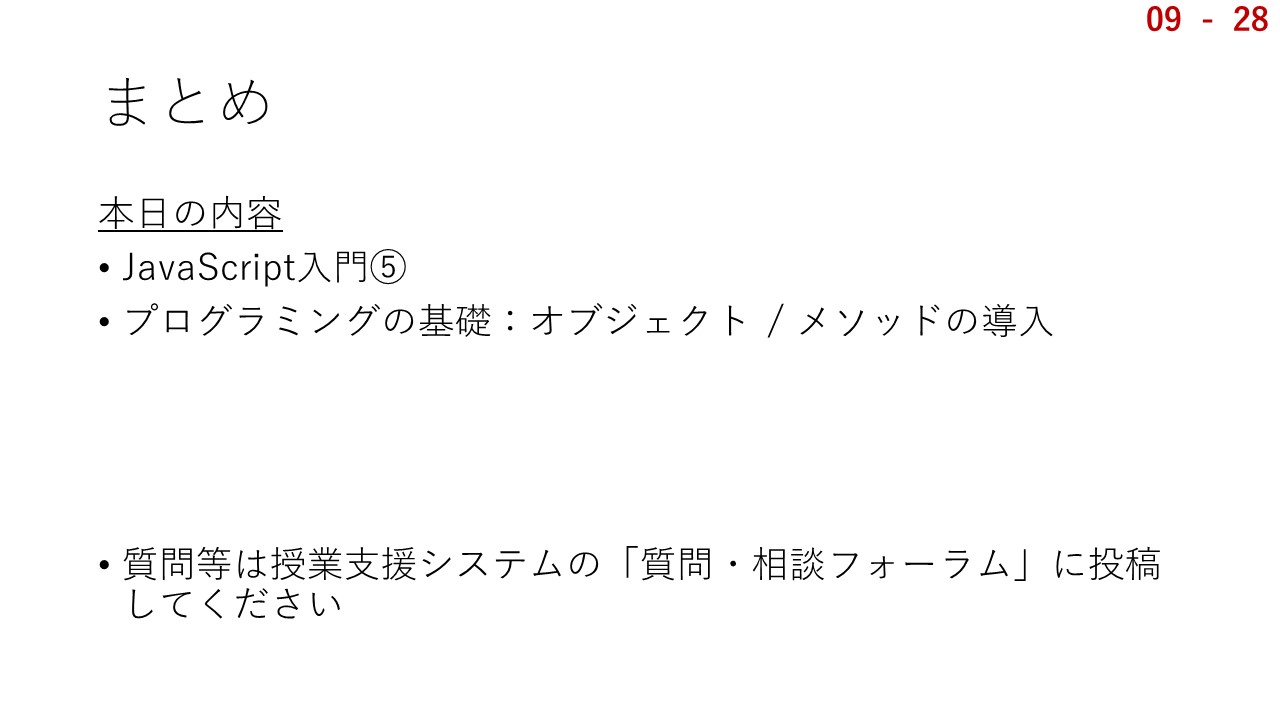 09 - 28
まとめ
本日の内容
• JavaScript入門⑤
• プログラミングの基礎：オブジェクト / メソッドの導入
• 質問等は授業支援システムの「質問・相談フォーラム」に投稿
してください